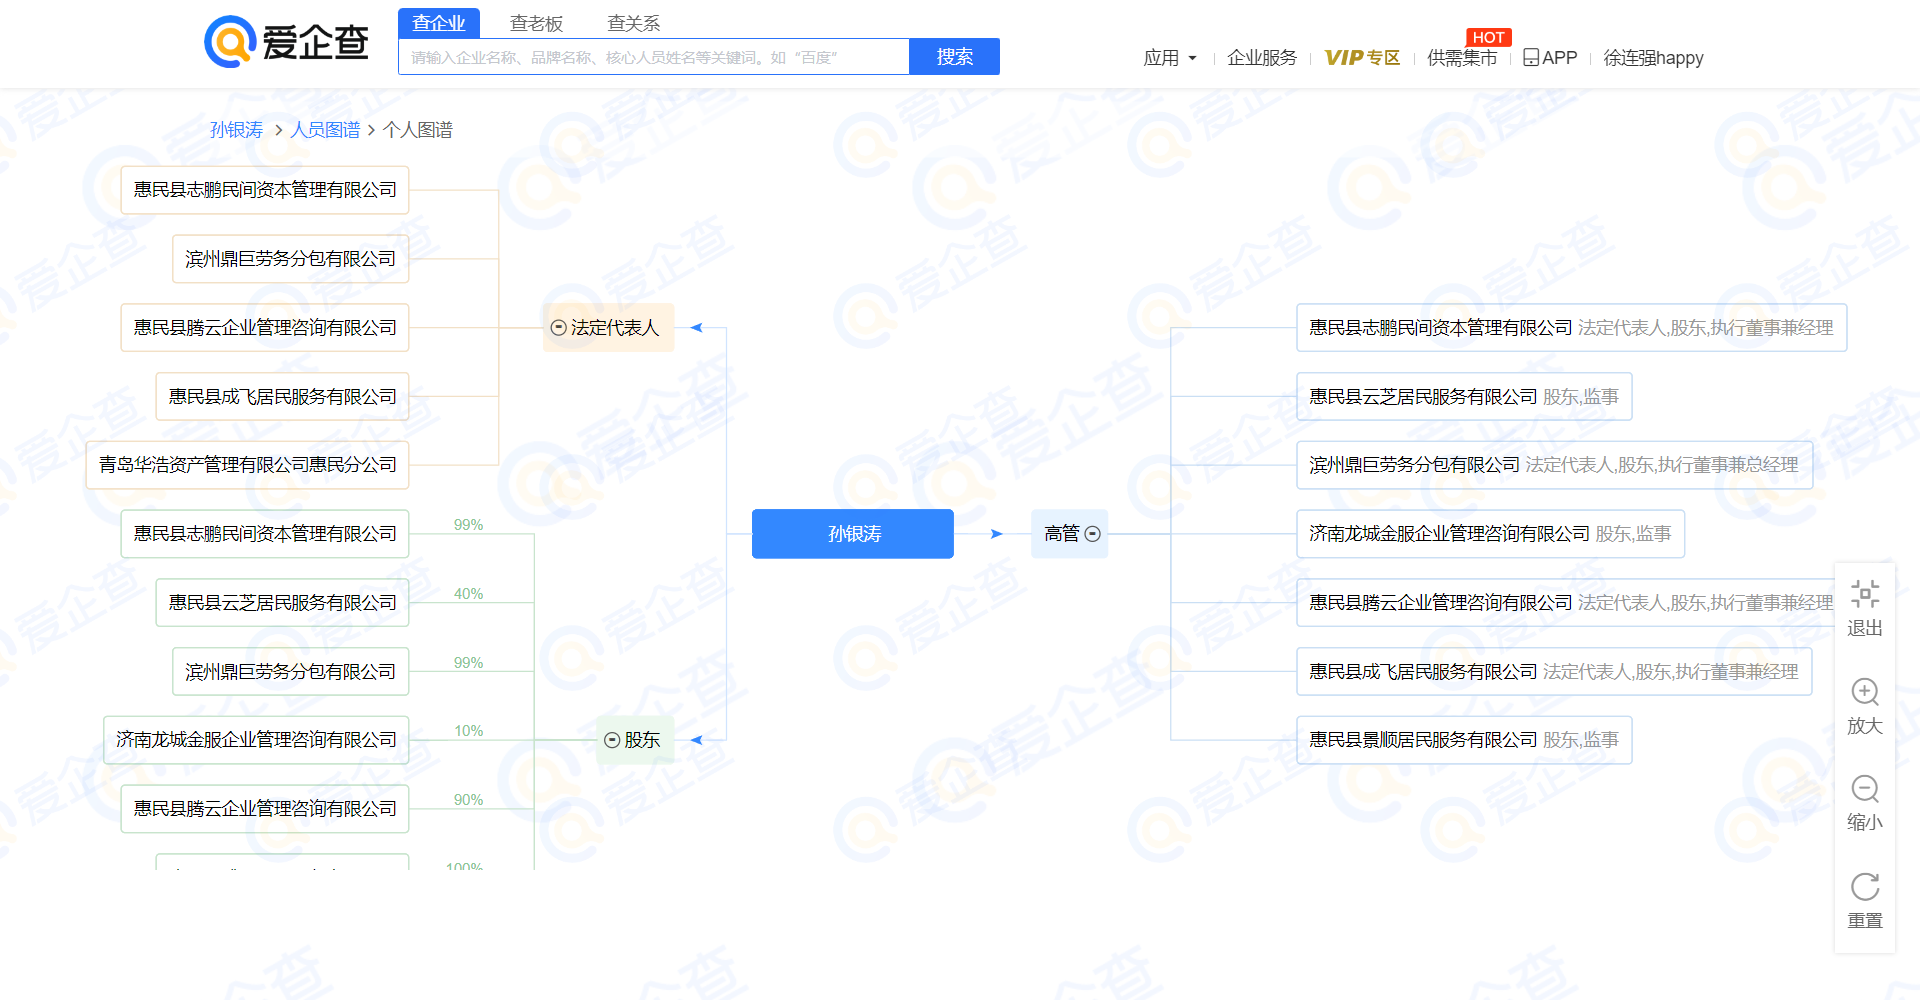 爱企查
查企业 查老板 查关系
请输入企业名称、品牌名称、核心人员姓名等关键词。如“百度”
搜索
应用
企业服务
VIP专区
供需集市
HOT
APP
徐连强happy
孙银涛 > 人员图谱 > 个人图谱
惠民县志鹏民间资本管理有限公司
滨州鼎巨劳务分包有限公司
惠民县腾云企业管理咨询有限公司
惠民县成飞居民服务有限公司
青岛华浩资产管理有限公司惠民分公司
法定代表人
惠民县志鹏民间资本管理有限公司 99%
惠民县云芝居民服务有限公司 40%
滨州鼎巨劳务分包有限公司 99%
济南龙城金服企业管理咨询有限公司 10%
惠民县腾云企业管理咨询有限公司 90%
100%
股东
孙银涛
高管
惠民县志鹏民间资本管理有限公司 法定代表人,股东,执行董事兼经理
惠民县云芝居民服务有限公司 股东,监事
滨州鼎巨劳务分包有限公司 法定代表人,股东,执行董事兼总经理
济南龙城金服企业管理咨询有限公司 股东,监事
惠民县腾云企业管理咨询有限公司 法定代表人,股东,执行董事兼经理
惠民县成飞居民服务有限公司 法定代表人,股东,执行董事兼经理
惠民县景顺居民服务有限公司 股东,监事
退出
放大
缩小
重置